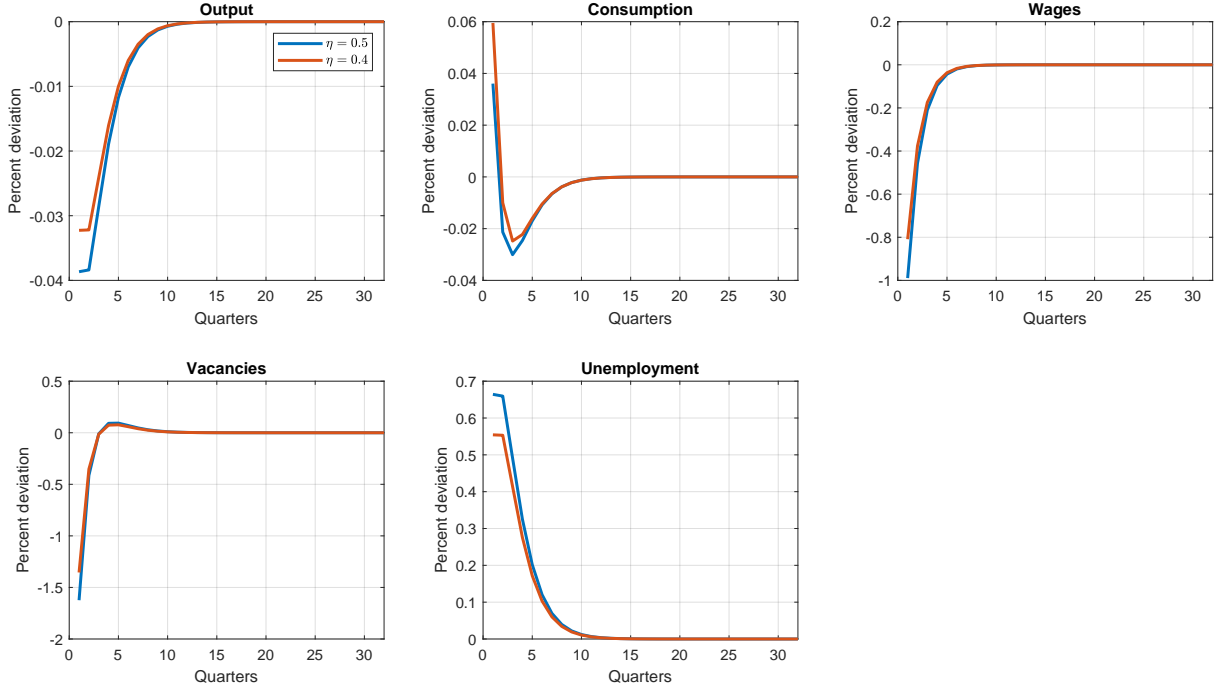 Output
0
-0.01
-0.02
-0.03
-0.04
Percent deviation
0 5 10 15 20 25 30
Quarters
η = 0.5
η = 0.4
Consumption
0.06
0.04
0.02
0
-0.02
-0.04
Percent deviation
0 5 10 15 20 25 30
Quarters
Wages
0.2
0
-0.2
-0.4
-0.6
-0.8
-1
Percent deviation
0 5 10 15 20 25 30
Quarters
Vacancies
0.5
0
-0.5
-1
-1.5
-2
Percent deviation
0 5 10 15 20 25 30
Quarters
Unemployment
0.7
0.6
0.5
0.4
0.3
0.2
0.1
0
Percent deviation
0 5 10 15 20 25 30
Quarters